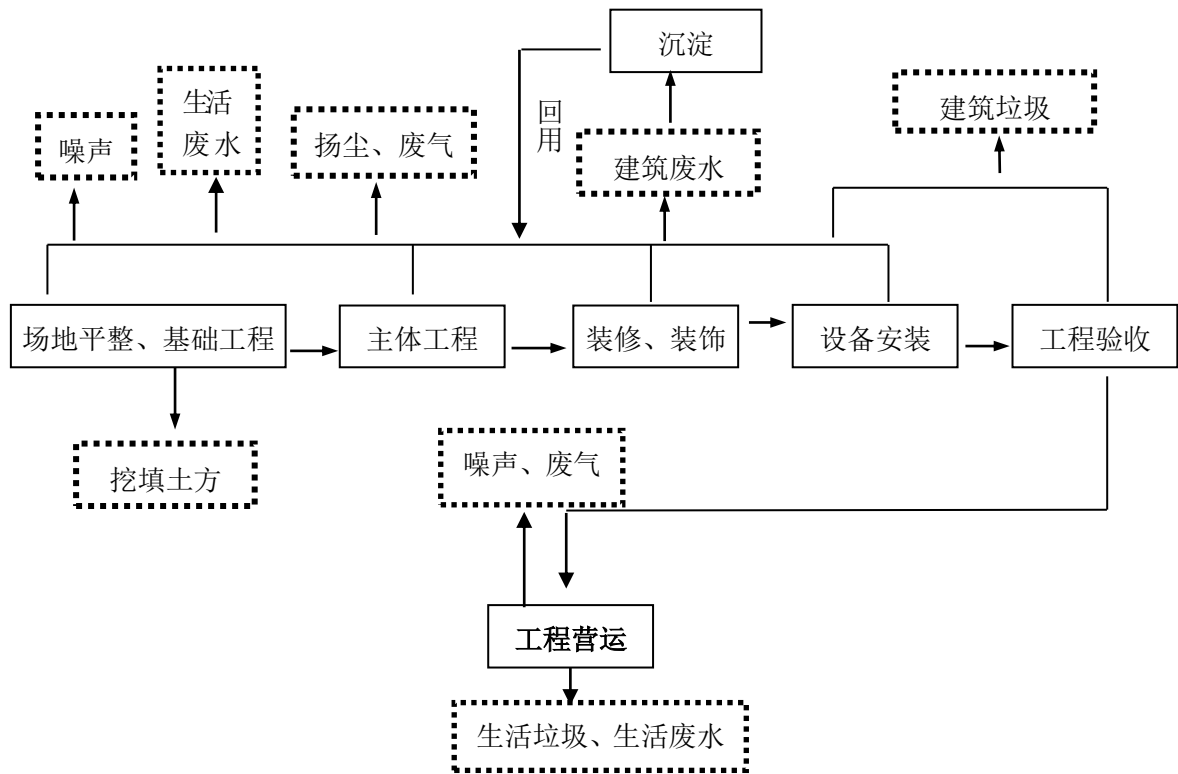 沉淀
生活
废水
回用
建筑垃圾
噪声
扬尘、废气
建筑废水
场地平整、基础工程
主体工程
装修、装饰
设备安装
工程验收
挖填土方
噪声、废气
工程营运
生活垃圾、生活废水